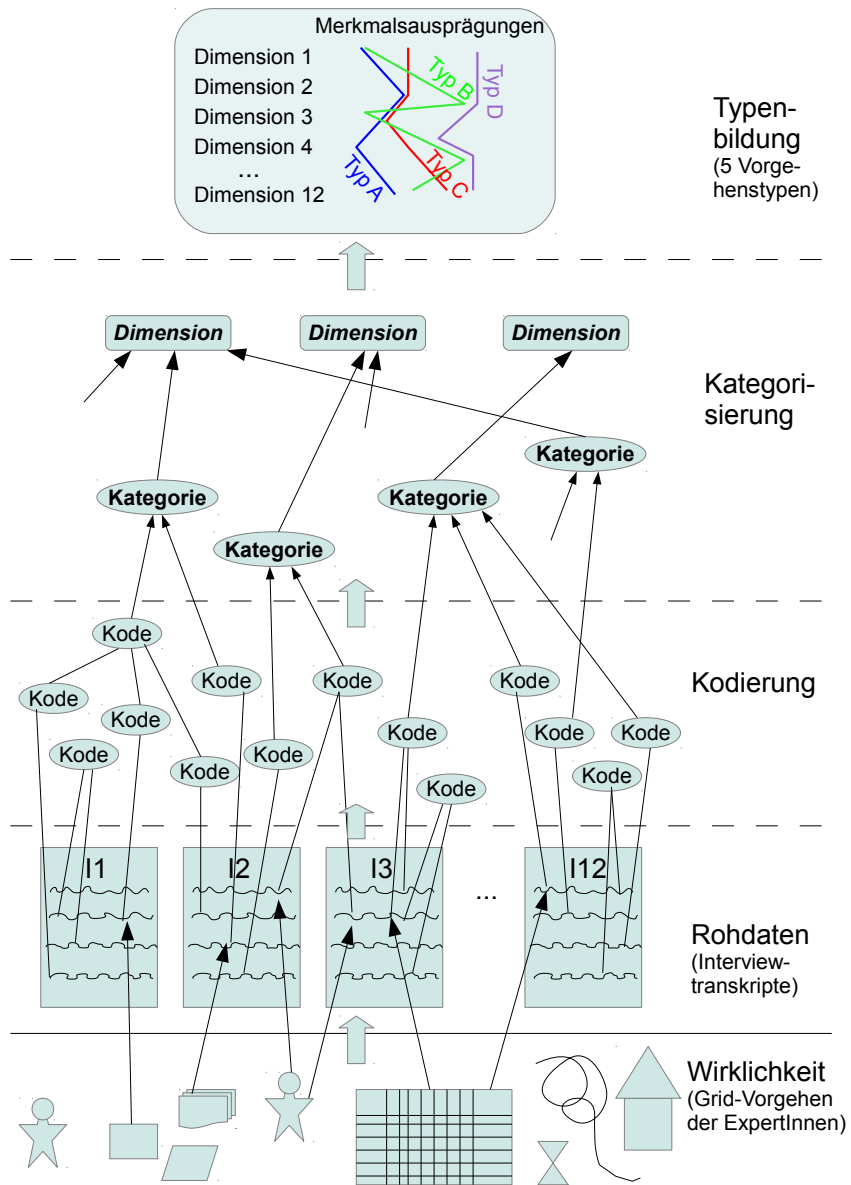 Merkmalsausprägungen
Dimension 1
Dimension 2
Dimension 3
Dimension 4
...
Dimension 12
Typ A
Typ B
Typ C
Typ D
Typen-
bildung
(5 Vorge-
henstypen)
Dimension
Dimension
Dimension
Kategori-
sierung
Kategorie
Kategorie
Kategorie
Kategorie
Kode
Kode
Kode
Kode
Kode
Kode
Kode
Kode
Kode
Kode
Kode
Kode
Kode
Kode
Kodierung
I1
I2
I3
...
I12
Rohdaten
(Interview-
transkripte)
Wirklichkeit
(Grid-Vorgehen
der ExpertInnen)